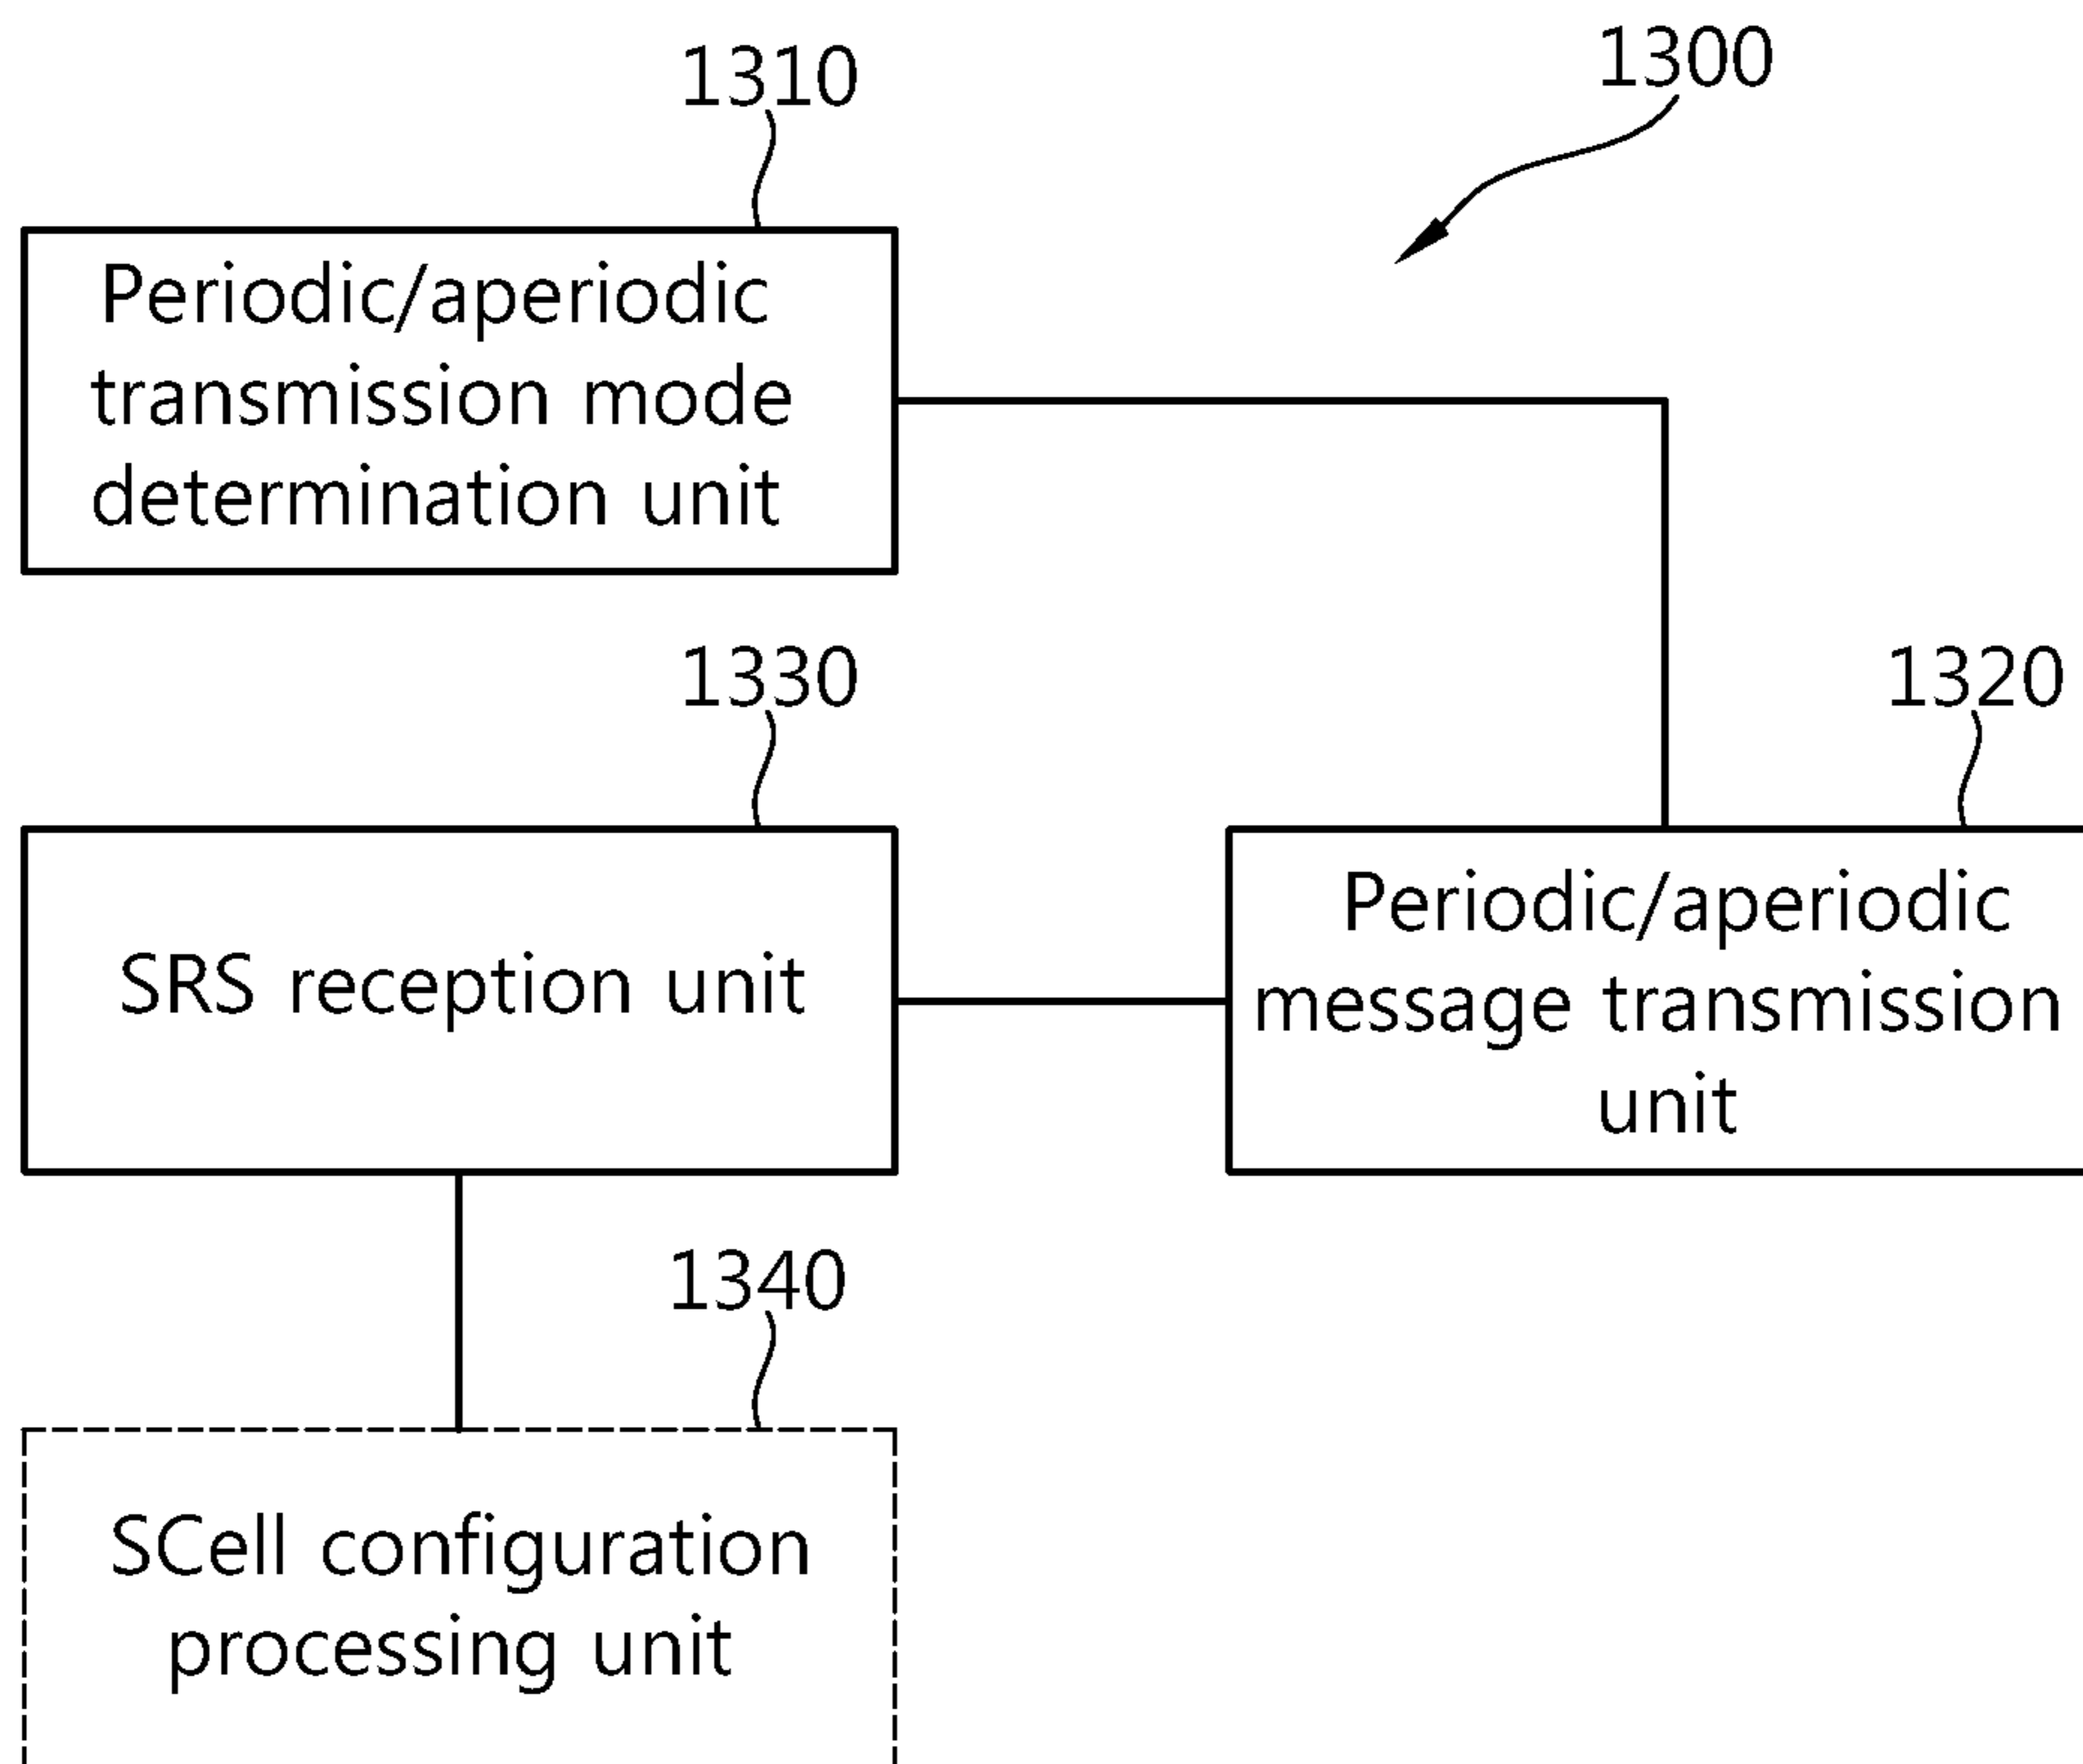 1310
1300
Periodic/aperiodic
transmission mode
determination unit
1330
1320
SRS reception unit
Periodic/aperiodic
message transmission
unit
1340
SCell configuration
processing unit